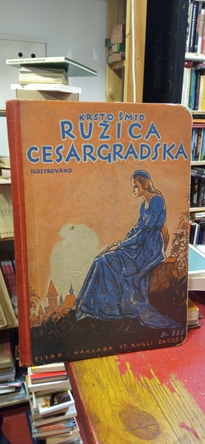 KRSTO ŠMID
RUŽICA
CESARGRADSKA
ILUSTROVANO
TISAK I NAKLADA ST. KUGLI ZAGREB